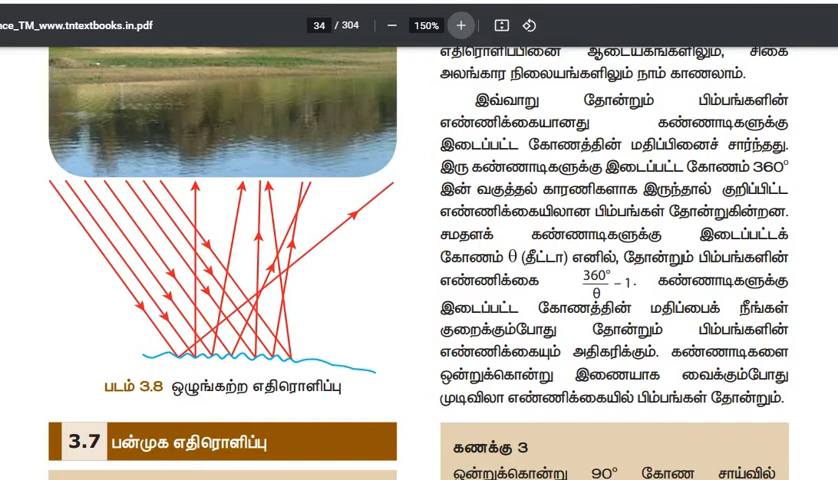 nce_TM_www.tntextbooks.in.pdf
34 / 304
150%
படம் 3.8 ஒழுங்கற்ற எதிரொளிப்பு
3.7 பன்முக எதிரொளிப்பு
எதிரொளிப்பினை ஆடையகங்களிலும், சிகை
அலங்கார நிலையங்களிலும் நாம் காணலாம்.
இவ்வாறு தோன்றும் பிம்பங்களின்
எண்ணிக்கையானது கண்ணாடிகளுக்கு
இடைப்பட்ட கோணத்தின் மதிப்பினைச் சார்ந்தது.
இரு கண்ணாடிகளுக்கு இடைப்பட்ட கோணம் 360°
இன் வகுத்தல் காரணிகளாக இருந்தால் குறிப்பிட்ட
எண்ணிக்கையிலான பிம்பங்கள் தோன்றுகின்றன.
சமதளக் கண்ணாடிகளுக்கு இடைப்பட்டக்
கோணம் θ (தீட்டா) எனில், தோன்றும் பிம்பங்களின்
எண்ணிக்கை 360°/θ – 1. கண்ணாடிகளுக்கு
இடைப்பட்ட கோணத்தின் மதிப்பைக் நீங்கள்
குறைக்கும்போது தோன்றும் பிம்பங்களின்
எண்ணிக்கையும் அதிகரிக்கும். கண்ணாடிகளை
ஒன்றுக்கொன்று இணையாக வைக்கும்போது
முடிவிலா எண்ணிக்கையில் பிம்பங்கள் தோன்றும்.
கணக்கு 3
ஒன்றுக்கொன்று 90° கோண சாய்வில்